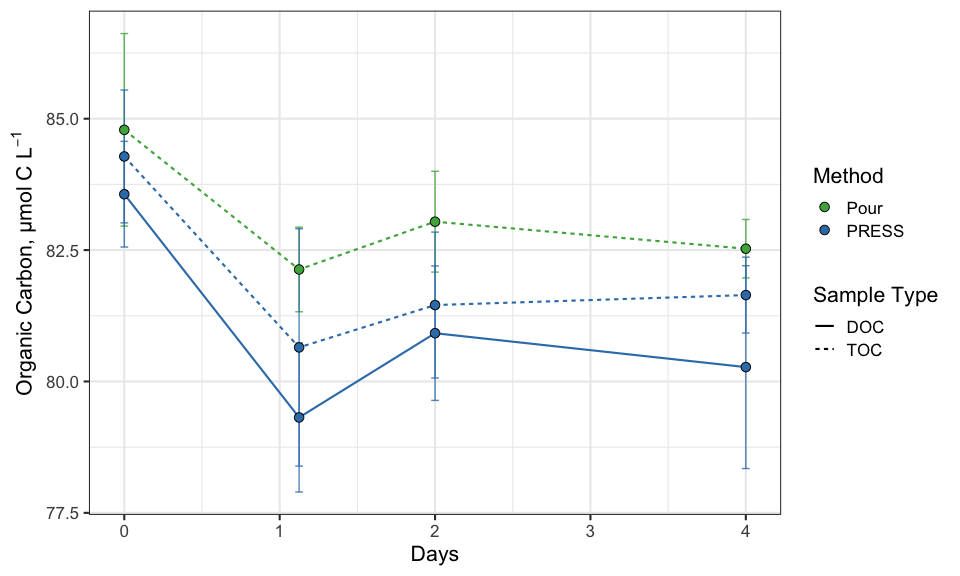 Organic Carbon, μmol C L⁻¹
85.0
82.5
80.0
77.5
0 1 2 3 4
Days
Method
Pour
PRESS
Sample Type
DOC
TOC